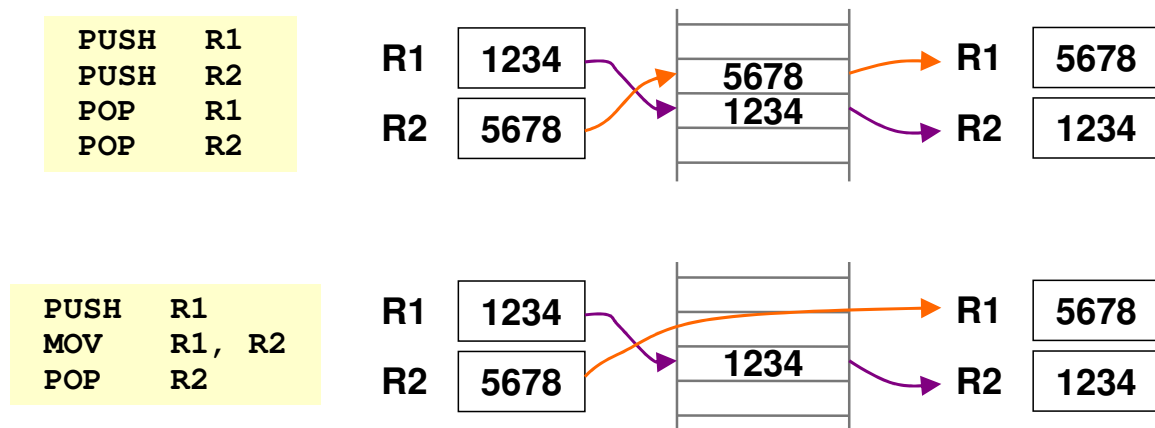 PUSH R1
PUSH R2
POP R1
POP R2
R1 1234 5678 R1 5678
R2 5678 1234 R2 1234
PUSH R1
MOV R1, R2
POP R2
R1 1234 R1 5678
R2 5678 1234 R2 1234